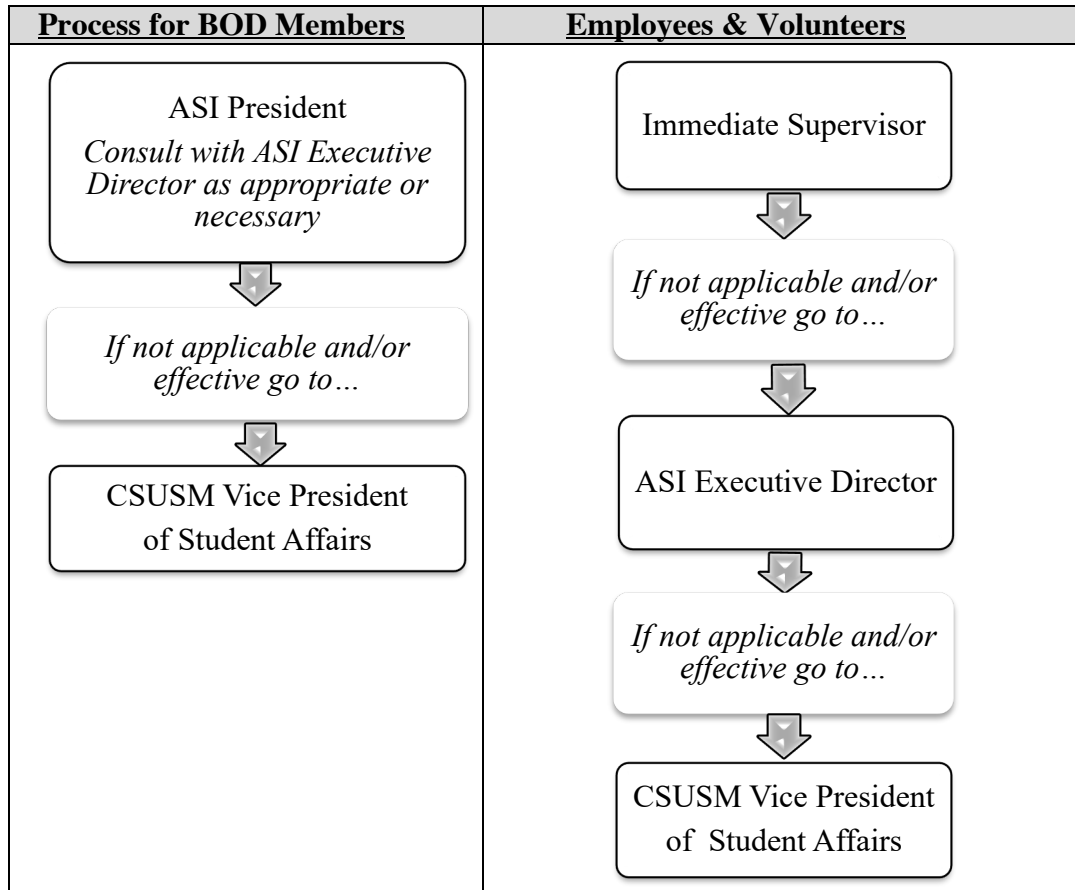 Process for BOD Members
Employees & Volunteers
ASI President
Consult with ASI Executive
Director as appropriate or
necessary
If not applicable and/or
effective go to…
CSUSM Vice President
of Student Affairs
Immediate Supervisor
If not applicable and/or
effective go to…
ASI Executive Director
If not applicable and/or
effective go to…
CSUSM Vice President
of Student Affairs